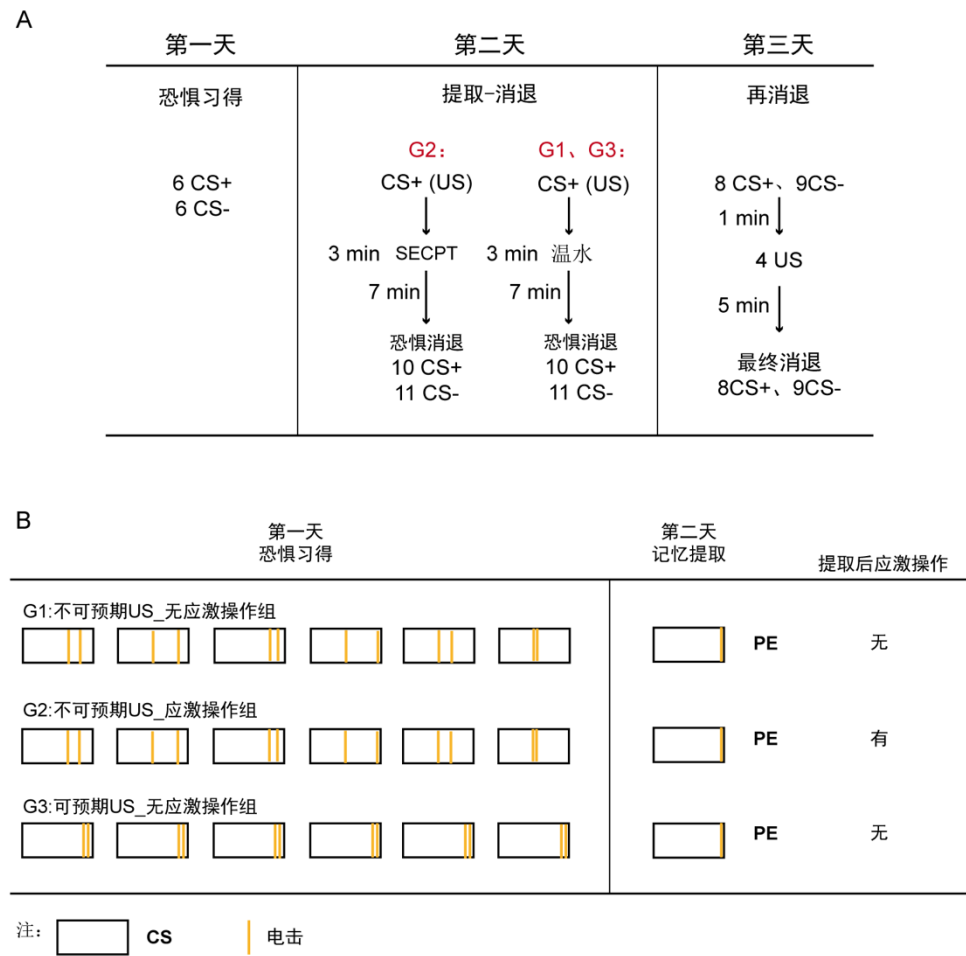 A
第一天 第二天 第三天
恐惧习得 提取-消退 再消退
G2： G1、G3：
6 CS+ CS+ (US) CS+ (US) 8 CS+、9CS-
6 CS-
1 min
3 min SECPT 3 min 温水 4 US
7 min 7 min 5 min
恐惧消退 恐惧消退 最终消退
10 CS+ 10 CS+ 8CS+、9CS-
11 CS- 11 CS-
B
第一天 第二天
恐惧习得 记忆提取 提取后应激操作
G1:不可预期US_无应激操作组
PE 无
G2:不可预期US_应激操作组
PE 有
G3:可预期US_无应激操作组
PE 无
注： CS 电击